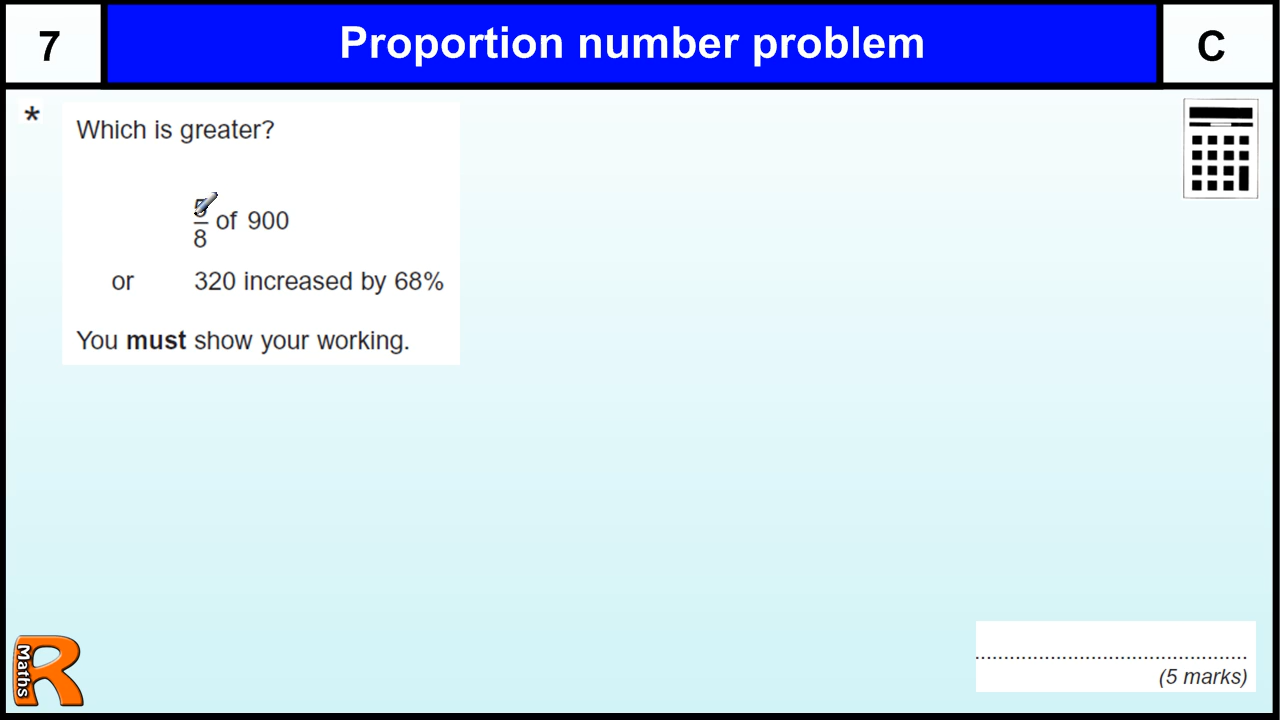 7
Proportion number problem
C
*
Which is greater?
5
8
of 900
or 320 increased by 68%
You must show your working.
R
Maths
..............................................
(5 marks)